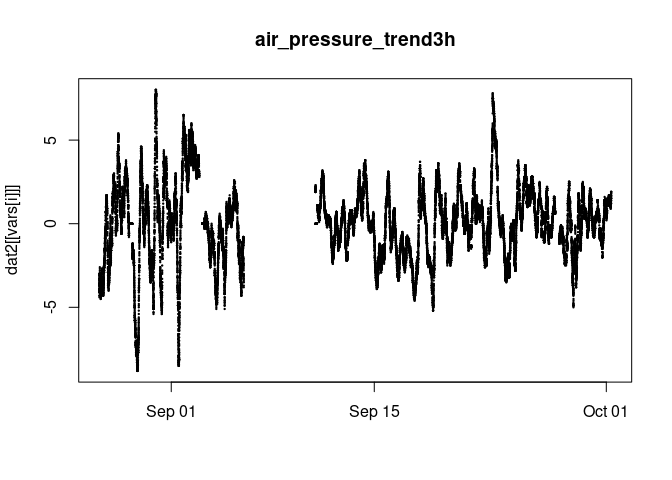 air_pressure_trend3h
dat2[[vars[i]]]
5
0
-5
Sep 01
Sep 15
Oct 01